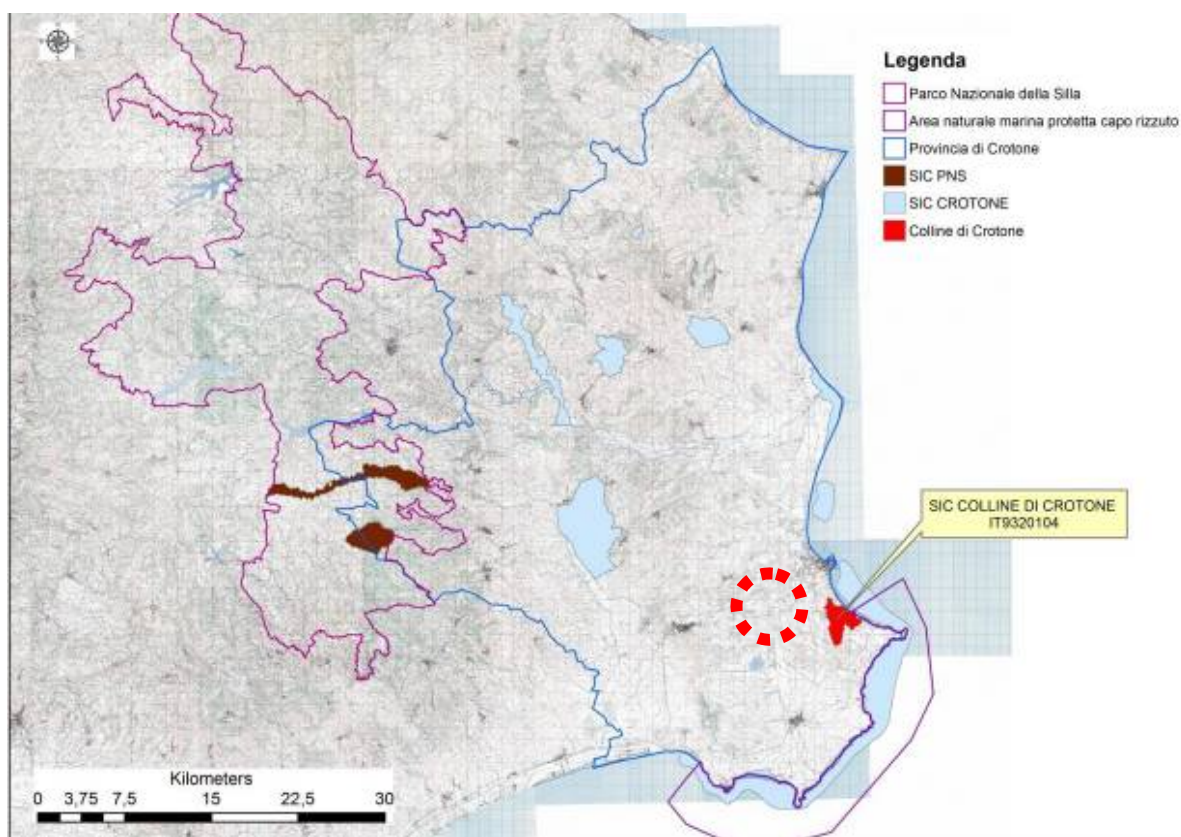 Legenda
Parco Nazionale della Silla
Area naturale marina protetta capo rizzuto
Provincia di Crotone
SIC PNS
SIC CROTONE
Colline di Crotone
SIC COLLINE DI CROTONE
IT9320104
Kilometers
0 3,75 7,5 15 22,5 30